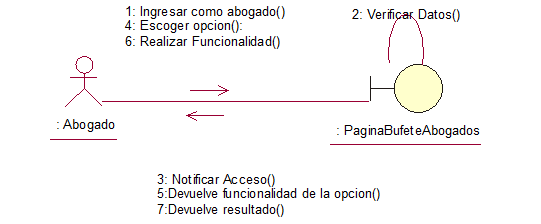 1: Ingresar como abogado()
4: Escoger opcion():
6: Realizar Funcionalidad()
2: Verificar Datos()
: Abogado
: PaginaBufeteAbogados
3: Notificar Acceso()
5:Devuelve funcionalidad de la opcion()
7:Devuelve resultado()